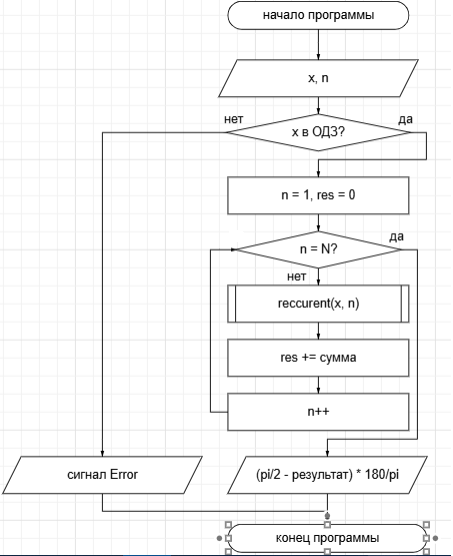 начало программы
x, n
нет
x в ОДЗ?
да
n = 1, res = 0
n = N?
да
нет
reccurent(x, n)
res += сумма
n++
сигнал Error
(pi/2 - результат) * 180/pi
конец программы